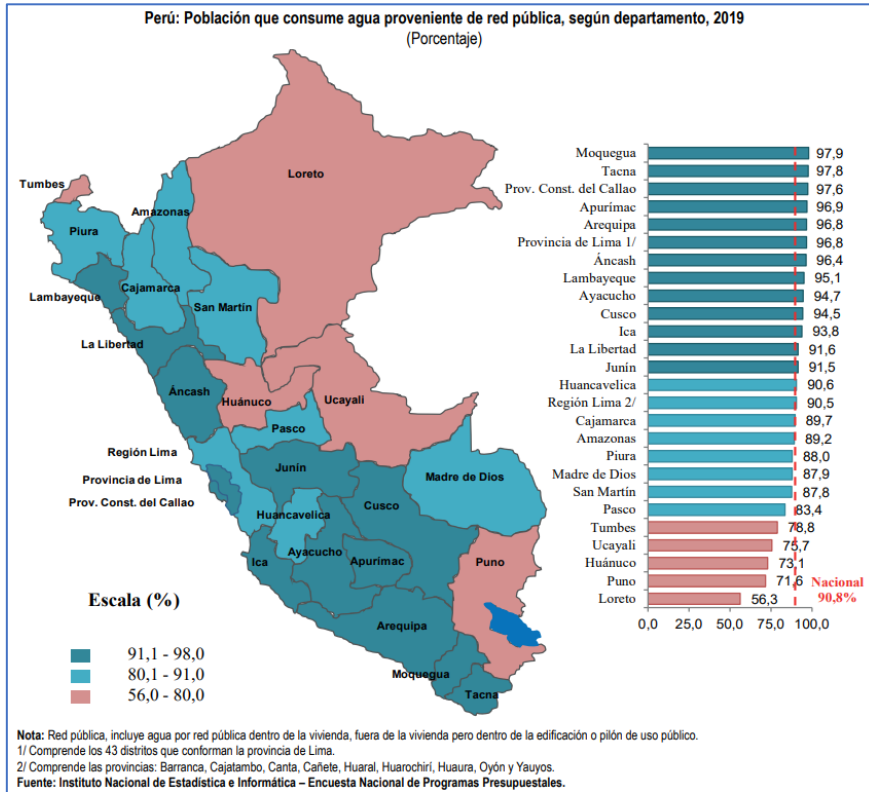 Perú: Población que consume agua proveniente de red pública, según departamento, 2019
(Porcentaje)
Loreto
Tumbes
Amazonas
Piura
Cajamarca
San Martín
Lambayeque
La Libertad
Áncash
Huánuco
Ucayali
Pasco
Región Lima
Junín
Provincia de Lima
Madre de Dios
Prov. Const. del Callao
Cusco
Huancavelica
Ayacucho
Ica
Apurímac
Puno
Arequipa
Moquegua
Tacna
Escala (%)
91,1 - 98,0
80,1 - 91,0
56,0 - 80,0
Moquegua 97,9
Tacna 97,8
Prov. Const. del Callao 97,6
Apurímac 96,9
Arequipa 96,8
Provincia de Lima 1/ 96,8
Áncash 96,4
Lambayeque 95,1
Ayacucho 94,7
Cusco 94,5
Ica 93,8
La Libertad 91,6
Junín 91,5
Huancavelica 90,6
Región Lima 2/ 90,5
Cajamarca 89,7
Amazonas 89,2
Piura 88,0
Madre de Dios 87,9
San Martín 87,8
Pasco 83,4
Tumbes 78,8
Ucayali 75,7
Huánuco 73,1
Puno 71,6
Loreto 56,3
Nacional
90,8%
0,0 25,0 50,0 75,0 100,0
Nota: Red pública, incluye agua por red pública dentro de la vivienda, fuera de la vivienda pero dentro de la edificación o pilón de uso público.
1/ Comprende los 43 distritos que conforman la provincia de Lima.
2/ Comprende las provincias: Barranca, Cajatambo, Canta, Cañete, Huaral, Huarochirí, Huaura, Oyón y Yauyos.
Fuente: Instituto Nacional de Estadística e Informática – Encuesta Nacional de Programas Presupuestales.